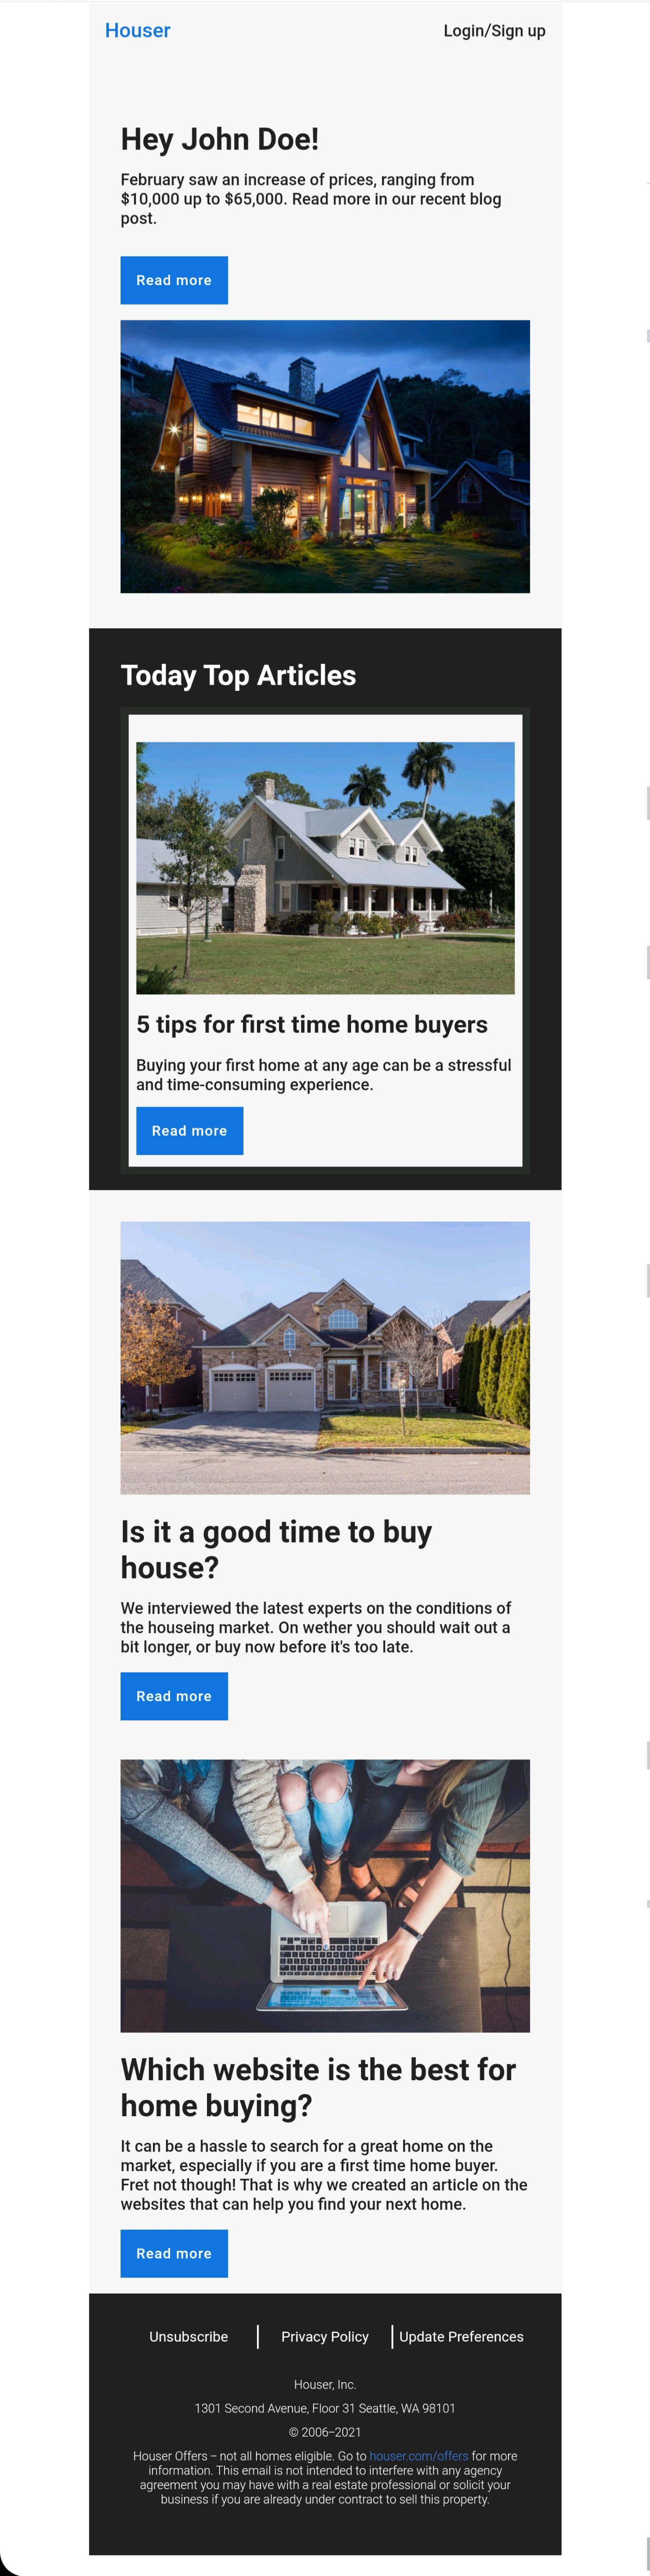 Houser
Login/Sign up
Hey John Doe!
February saw an increase of prices, ranging from
$10,000 up to $65,000. Read more in our recent blog
post.
Read more
Today Top Articles
5 tips for first time home buyers
Buying your first home at any age can be a stressful
and time-consuming experience.
Read more
Is it a good time to buy
house?
We interviewed the latest experts on the conditions of
the houseing market. On wether you should wait out a
bit longer, or buy now before it's too late.
Read more
Which website is the best for
home buying?
It can be a hassle to search for a great home on the
market, especially if you are a first time home buyer.
Fret not though! That is why we created an article on the
websites that can help you find your next home.
Read more
Unsubscribe | Privacy Policy | Update Preferences
Houser, Inc.
1301 Second Avenue, Floor 31 Seattle, WA 98101
© 2006–2021
Houser Offers – not all homes eligible. Go to houser.com/offers for more
information. This email is not intended to interfere with any agency
agreement you may have with a real estate professional or solicit your
business if you are already under contract to sell this property.